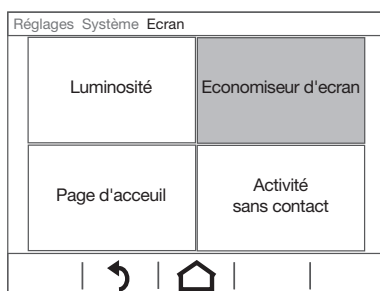 Réglages Système Ecran
Luminosité
Economiseur d'ecran
Page d'acceuil
Activité
sans contact